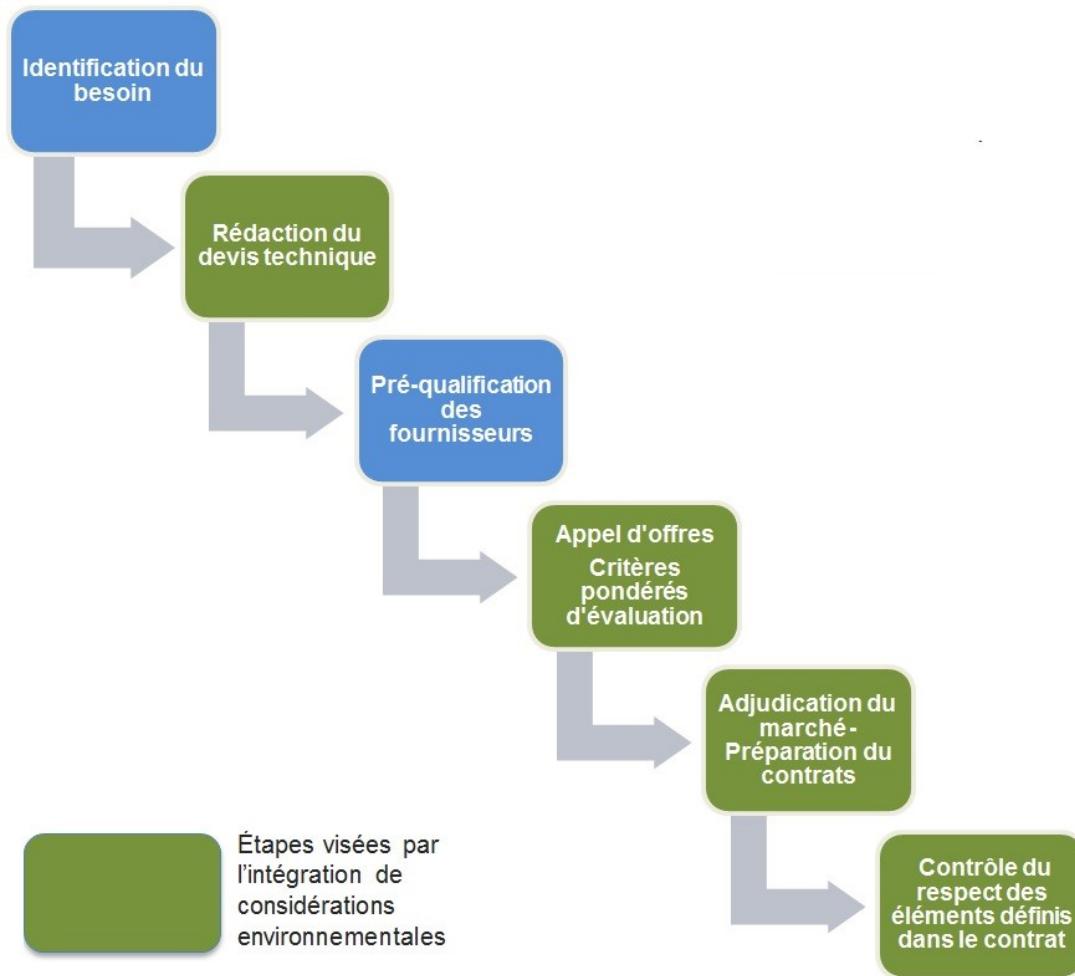 Identification du
besoin
Rédaction du
devis technique
Pré-qualification
des
fournisseurs
Appel d'offres
Critères
pondérés
d'évaluation
Adjudication du
marché -
Préparation du
contrats
Contrôle du
respect des
éléments définis
dans le contrat
Étapes visées par
l'intégration de
considérations
environnementales